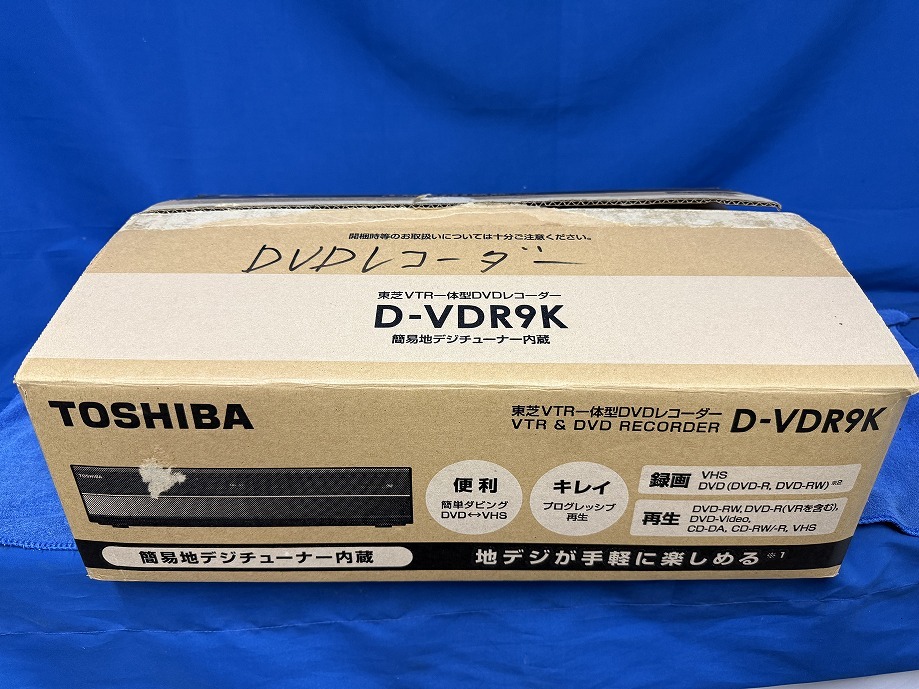 開梱時等のお取扱いについては十分ご注意ください。
DVDレコーダー
東芝VTR一体型DVDレコーダー
D-VDR9K
簡易地デジチューナー内蔵
TOSHIBA
東芝VTR一体型DVDレコーダー
VTR & DVD RECORDER D-VDR9K
TOSHIBA
便利
簡単ダビング
DVD↔VHS
キレイ
プログレッシブ
再生
録画 VHS
DVD (DVD-R, DVD-RW) ※2
再生 DVD-RW, DVD-R(VRを含む),
DVD-Video,
CD-DA, CD-RW/-R, VHS
簡易地デジチューナー内蔵
地デジが手軽に楽しめる ※1